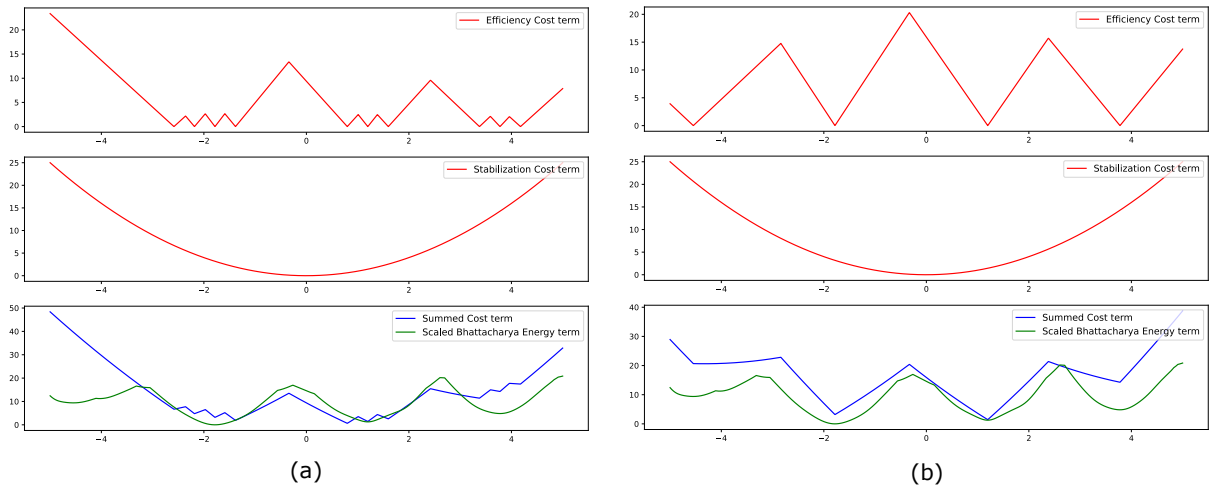 Efficiency Cost term
20
15
10
5
0
−4 −2 0 2 4
Stabilization Cost term
25
20
15
10
5
0
−4 −2 0 2 4
Summed Cost term
Scaled Bhattacharya Energy term
50
40
30
20
10
0
−4 −2 0 2 4
(a)
Efficiency Cost term
20
15
10
5
0
−4 −2 0 2 4
Stabilization Cost term
25
20
15
10
5
0
−4 −2 0 2 4
Summed Cost term
Scaled Bhattacharya Energy term
40
30
20
10
0
−4 −2 0 2 4
(b)